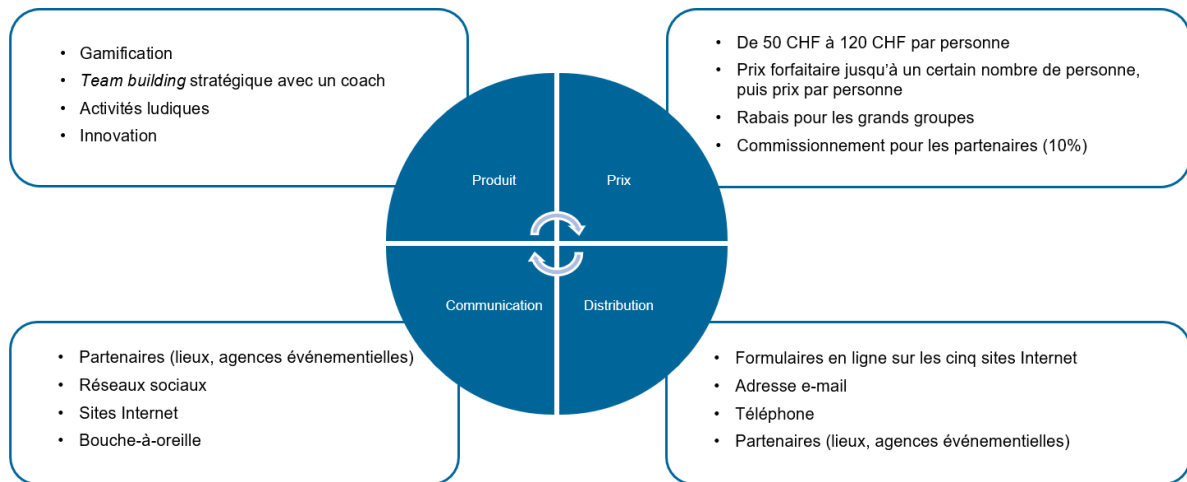 • Gamification
• Team building stratégique avec un coach
• Activités ludiques
• Innovation
• De 50 CHF à 120 CHF par personne
• Prix forfaitaire jusqu'à un certain nombre de personne,
puis prix par personne
• Rabais pour les grands groupes
• Commissionnement pour les partenaires (10%)
Produit
Prix
Communication
Distribution
• Partenaires (lieux, agences événementielles)
• Réseaux sociaux
• Sites Internet
• Bouche-à-oreille
• Formulaires en ligne sur les cinq sites Internet
• Adresse e-mail
• Téléphone
• Partenaires (lieux, agences événementielles)